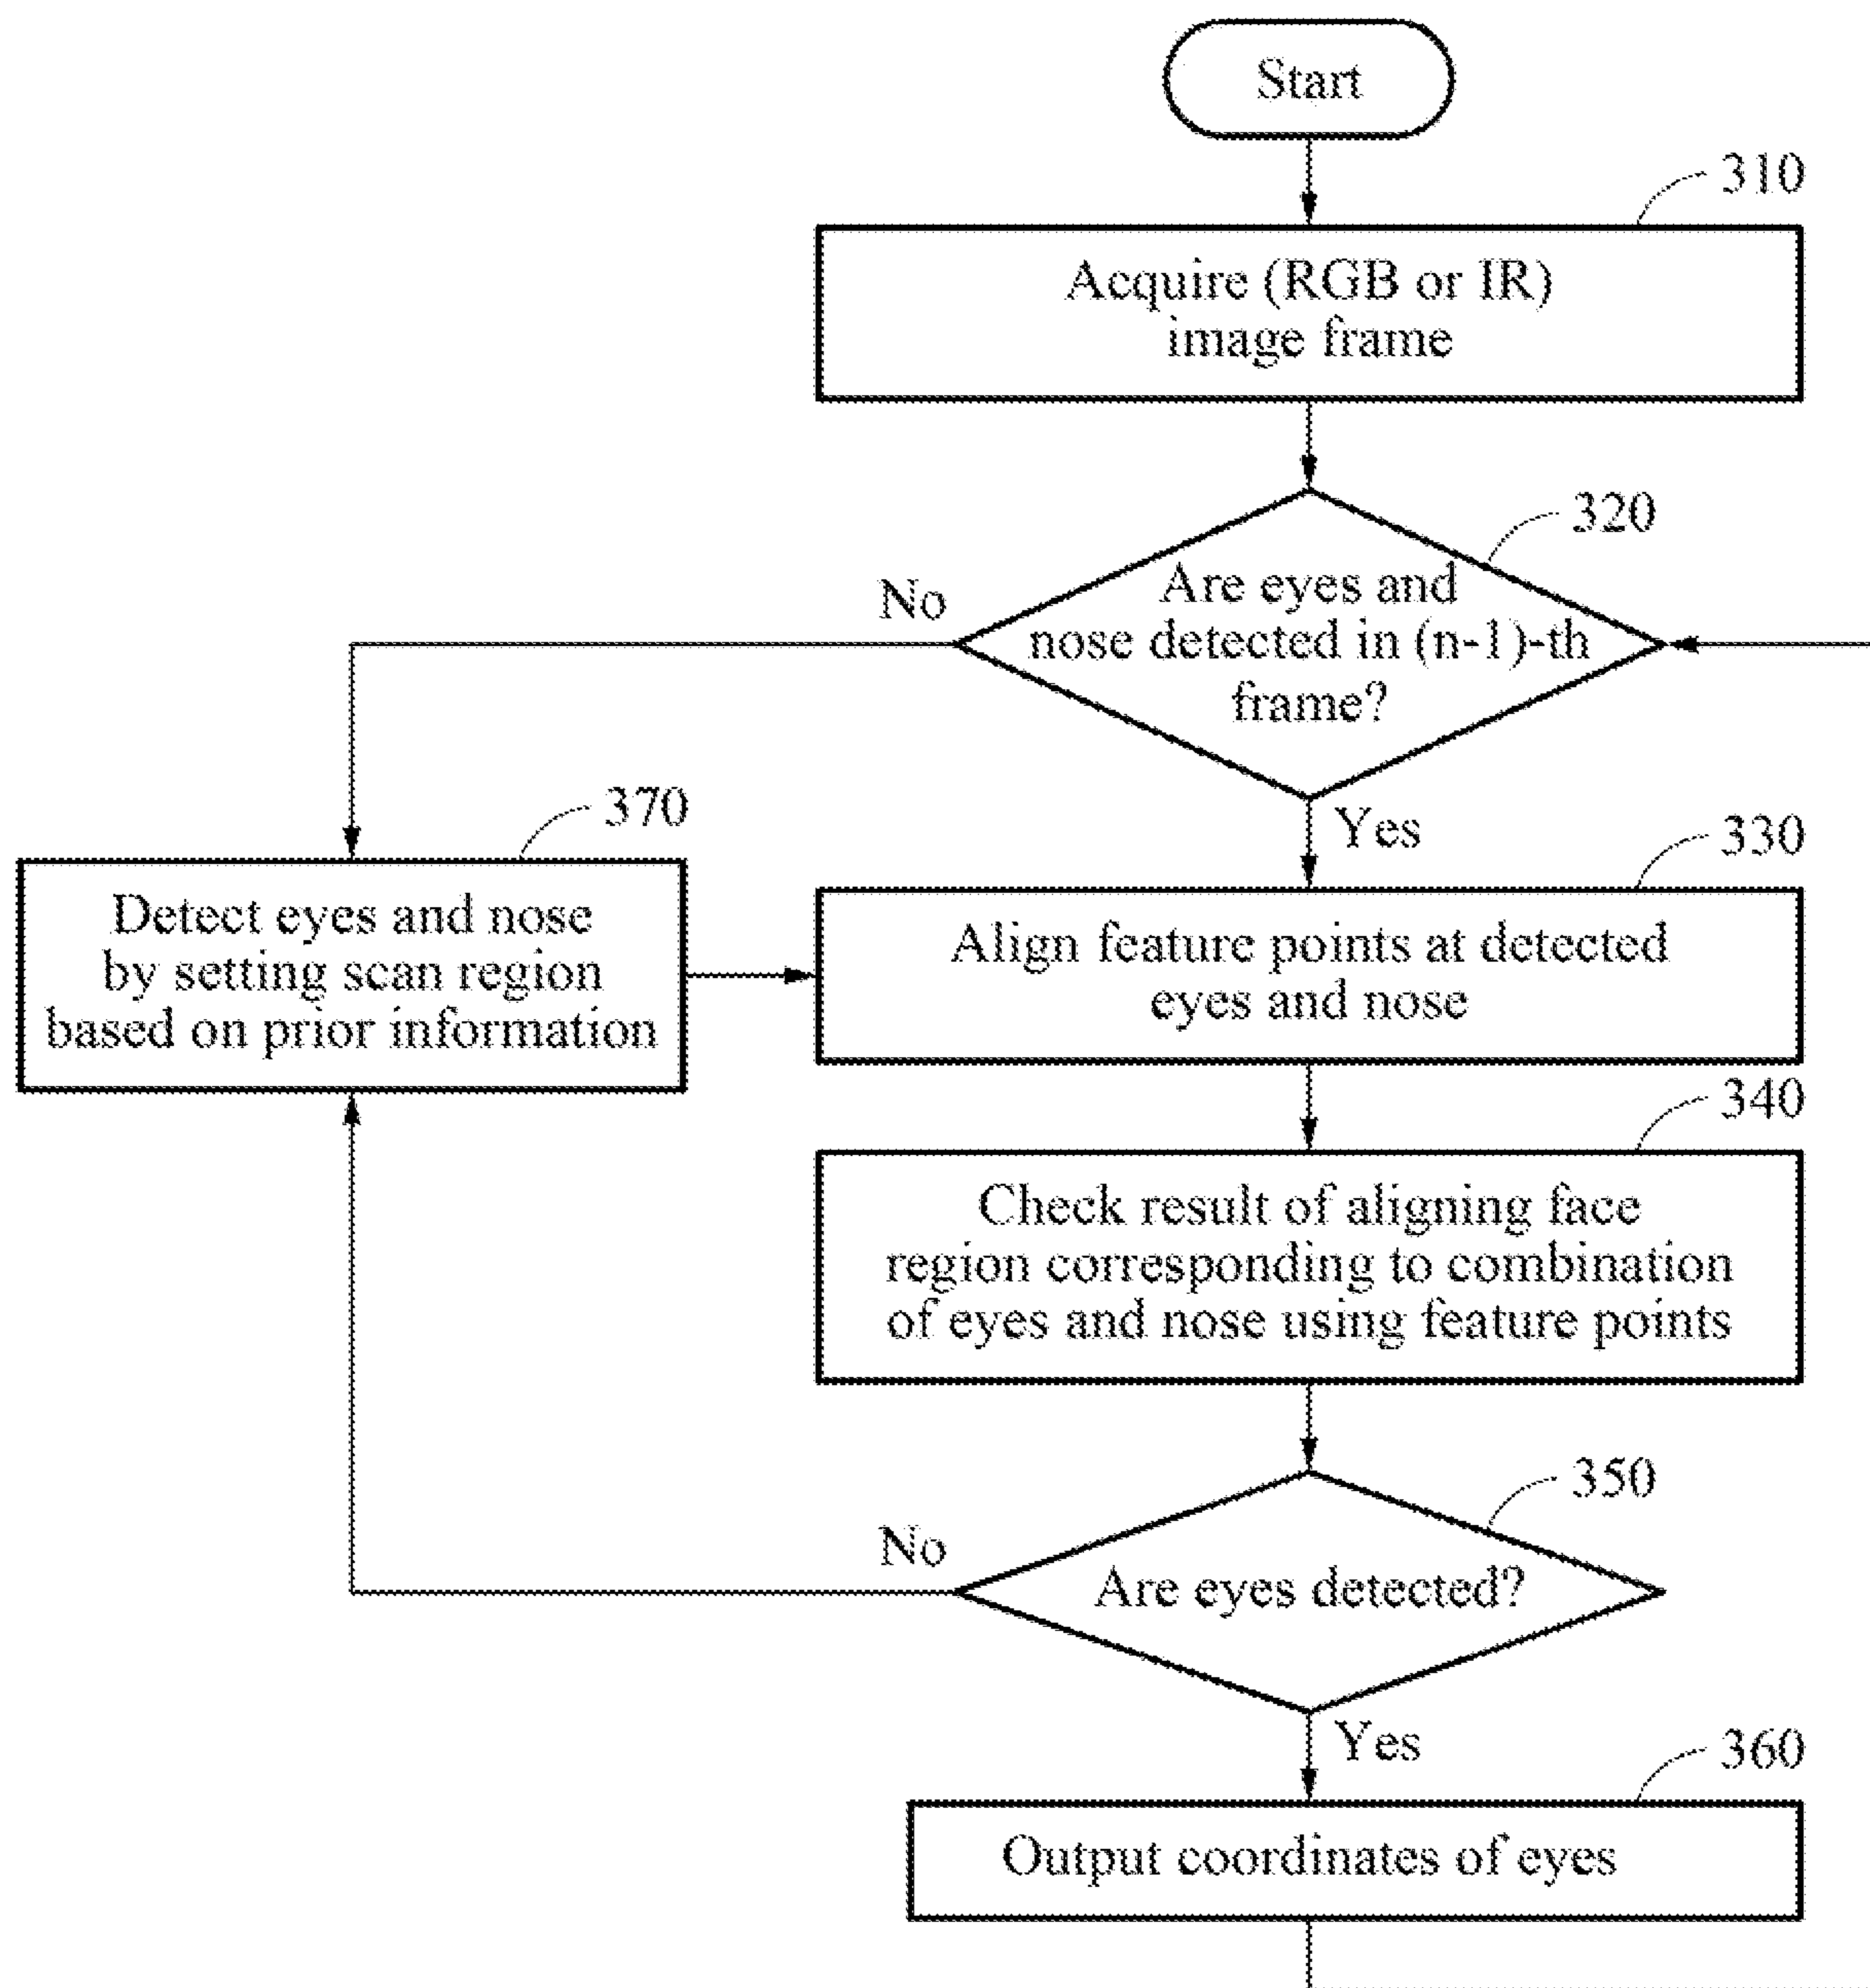 Start
310
Acquire (RGB or IR)
image frame
320
Are eyes and
nose detected in (n-1)-th
frame?
No
Yes
370
Detect eyes and nose
by setting scan region
based on prior information
330
Align feature points at detected
eyes and nose
340
Check result of aligning face
region corresponding to combination
of eyes and nose using feature points
350
Are eyes detected?
No
Yes
360
Output coordinates of eyes